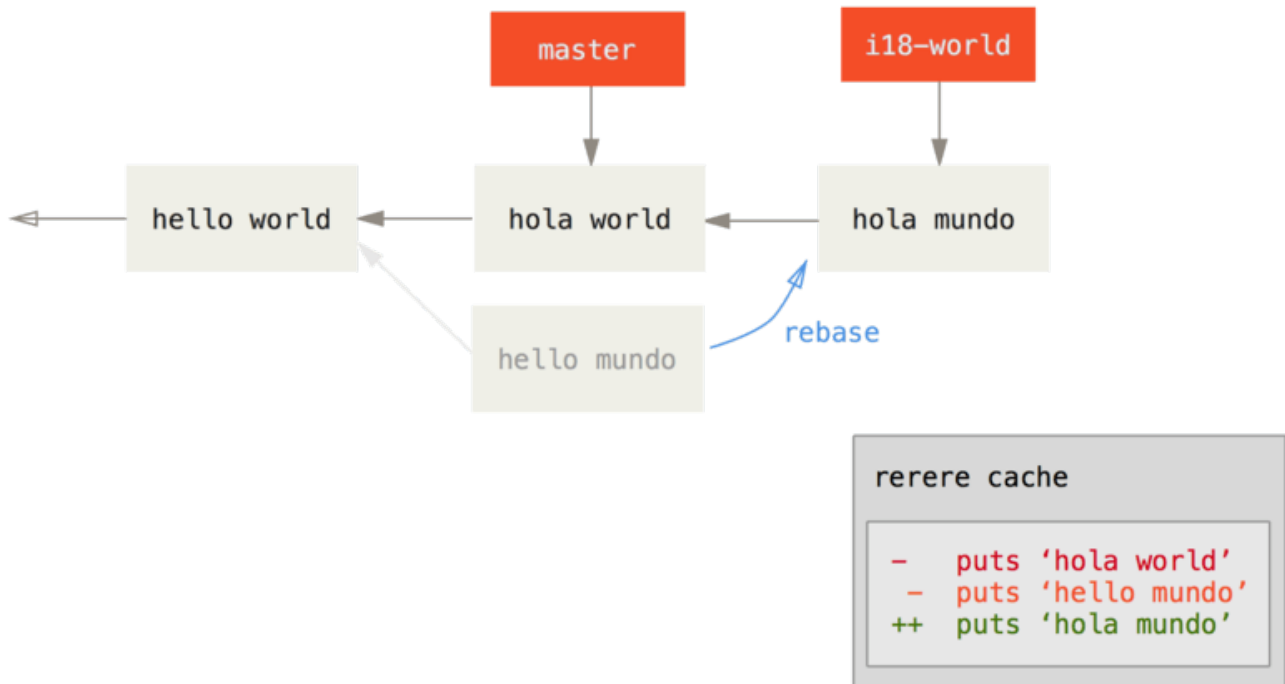 master
i18-world
hello world
hola world
hola mundo
hello mundo
rebase
rerere cache
-   puts ‘hola world’
 -  puts ‘hello mundo’
++  puts ‘hola mundo’